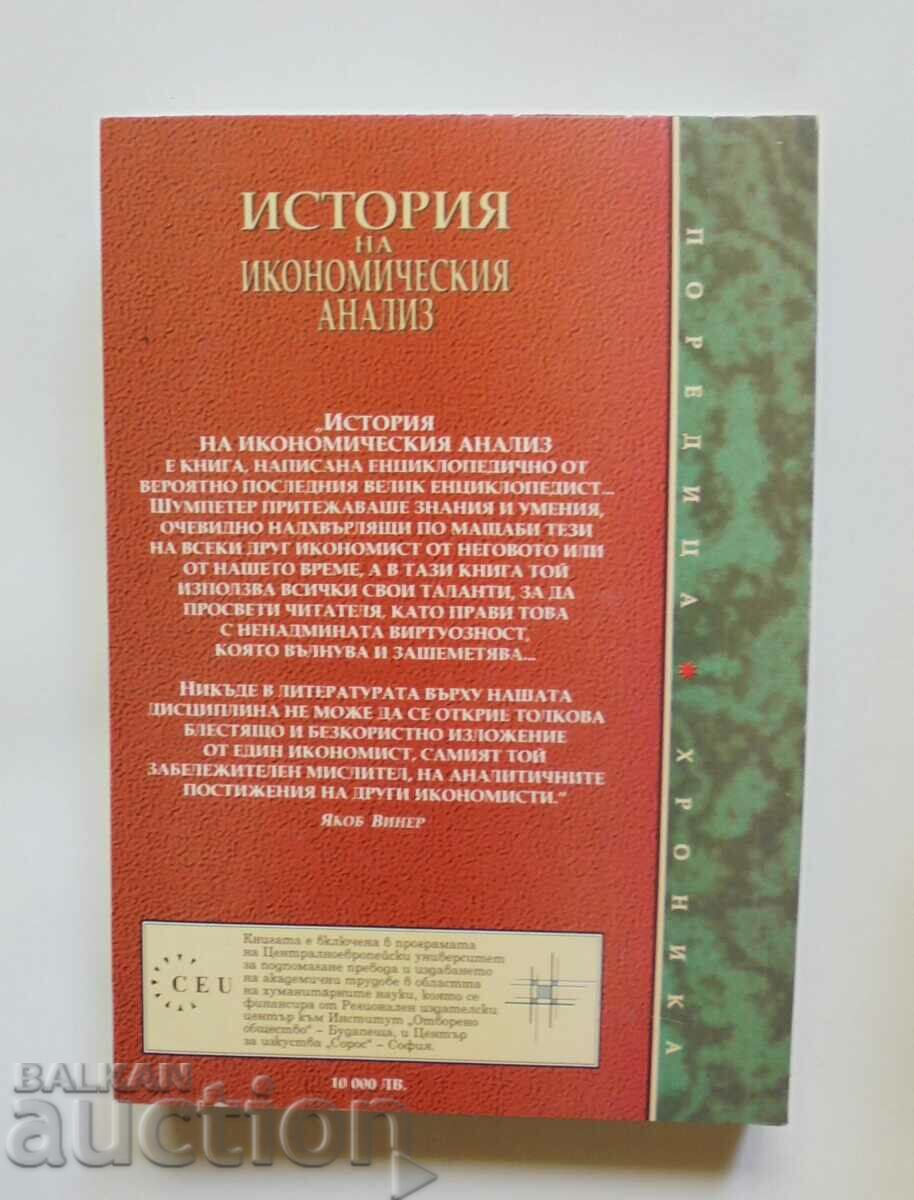 ИСТОРИЯ
НА
ИКОНОМИЧЕСКИЯ
АНАЛИЗ
„ИСТОРИЯ
НА ИКОНОМИЧЕСКИЯ АНАЛИЗ
Е КНИГА, НАПИСАНА ЕНЦИКЛОПЕДИЧНО ОТ
ВЕРОЯТНО ПОСЛЕДНИЯ ВЕЛИК ЕНЦИКЛОПЕДИСТ...
ШУМПЕТЕР ПРИТЕЖАВАШЕ ЗНАНИЯ И УМЕНИЯ,
ОЧЕВИДНО НАДХВЪРЛЯЩИ ПО МАЩАБИ ТЕЗИ
НА ВСЕКИ ДРУГ ИКОНОМИСТ ОТ НЕГОВОТО ИЛИ
ОТ НАШЕТО ВРЕМЕ, А В ТАЗИ КНИГА ТОЙ
ИЗПОЛЗВА ВСИЧКИ СВОИ ТАЛАНТИ, ЗА ДА
ПРОСВЕТИ ЧИТАТЕЛЯ, КАТО ПРАВИ ТОВА
С НЕНАДМИНАТА ВИРТУОЗНОСТ,
КОЯТО ВЪЛНУВА И ЗАШЕМЕТЯВА...
НИКЪДЕ В ЛИТЕРАТУРАТА ВЪРХУ НАШАТА
ДИСЦИПЛИНА НЕ МОЖЕ ДА СЕ ОТКРИЕ ТОЛКОВА
БЛЕСТЯЩО И БЕЗКОРИСТНО ИЗЛОЖЕНИЕ
ОТ ЕДИН ИКОНОМИСТ, САМИЯТ ТОЙ
ЗАБЕЛЕЖИТЕЛЕН МИСЛИТЕЛ, НА АНАЛИТИЧНИТЕ
ПОСТИЖЕНИЯ НА ДРУГИ ИКОНОМИСТИ.“
ЯКОБ ВИНЕР
CEU
Книгата е включена в програмата
на Централноевропейски университет
за подпомагане превода и издаването
на академични трудове в областта
на хуманитарните науки, която се
финансира от Регионален издателски
център към Институт „Отворено
общество“ – Будапеща, и Център
за изкуства „Сорос“ – София.
10 000 ЛВ.
ПОРЕДИЦА * ХРОНИКА
BALKAN
auction